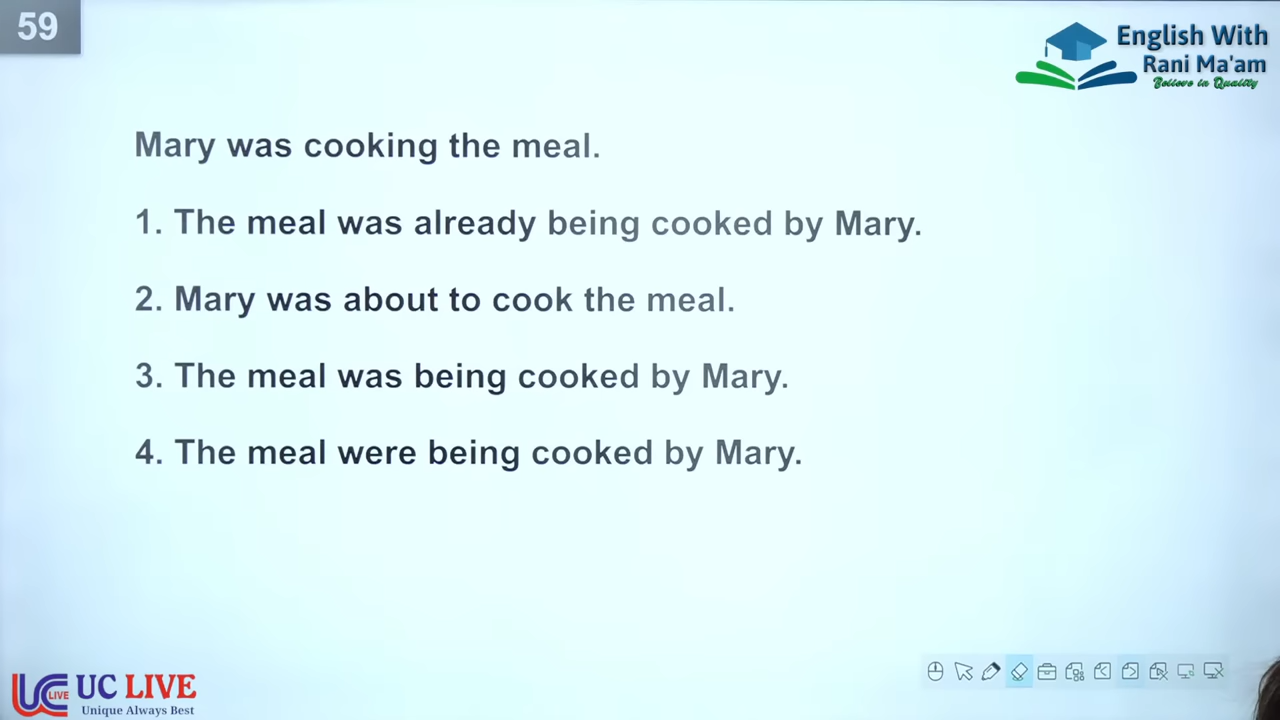 59
English With
Rani Ma'am
Believe in Quality
Mary was cooking the meal.
1. The meal was already being cooked by Mary.
2. Mary was about to cook the meal.
3. The meal was being cooked by Mary.
4. The meal were being cooked by Mary.
UC LIVE
LIVE
Unique Always Best